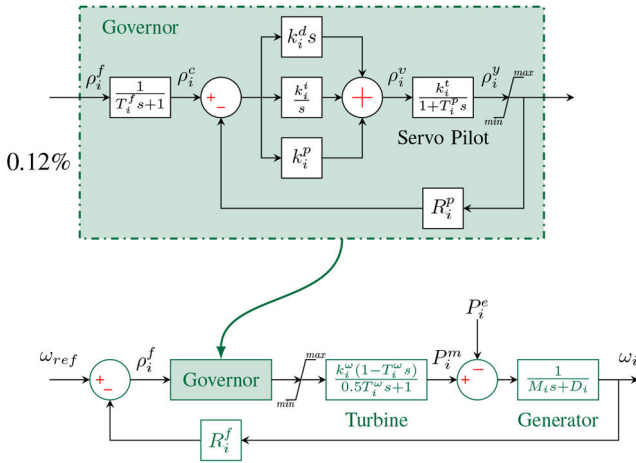 Governor
k_i^d s
ρ_i^f
1/(T_i^f s+1)
ρ_i^c
+
-
k_i^i/s
+
ρ_i^v
k_i^t/(1+T_i^p s)
ρ_i^y
max
min
Servo Pilot
0.12%
k_i^p
R_i^p
P_i^e
ω_ref
+
-
ρ_i^f
Governor
max
min
k_i^ω(1−T_i^ω s)/(0.5T_i^ω s+1)
P_i^m
+
-
1/(M_i s+D_i)
ω_i
Turbine
Generator
R_i^f